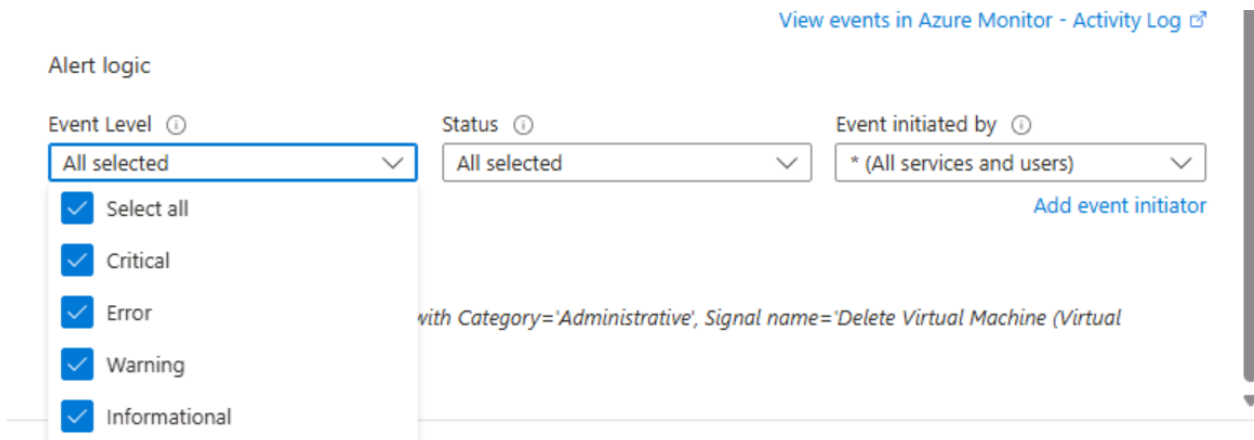 View events in Azure Monitor - Activity Log
Alert logic
Event Level Status Event initiated by
All selected All selected * (All services and users)
Select all Add event initiator
Critical
Error
with Category='Administrative', Signal name='Delete Virtual Machine (Virtual
Warning
Informational